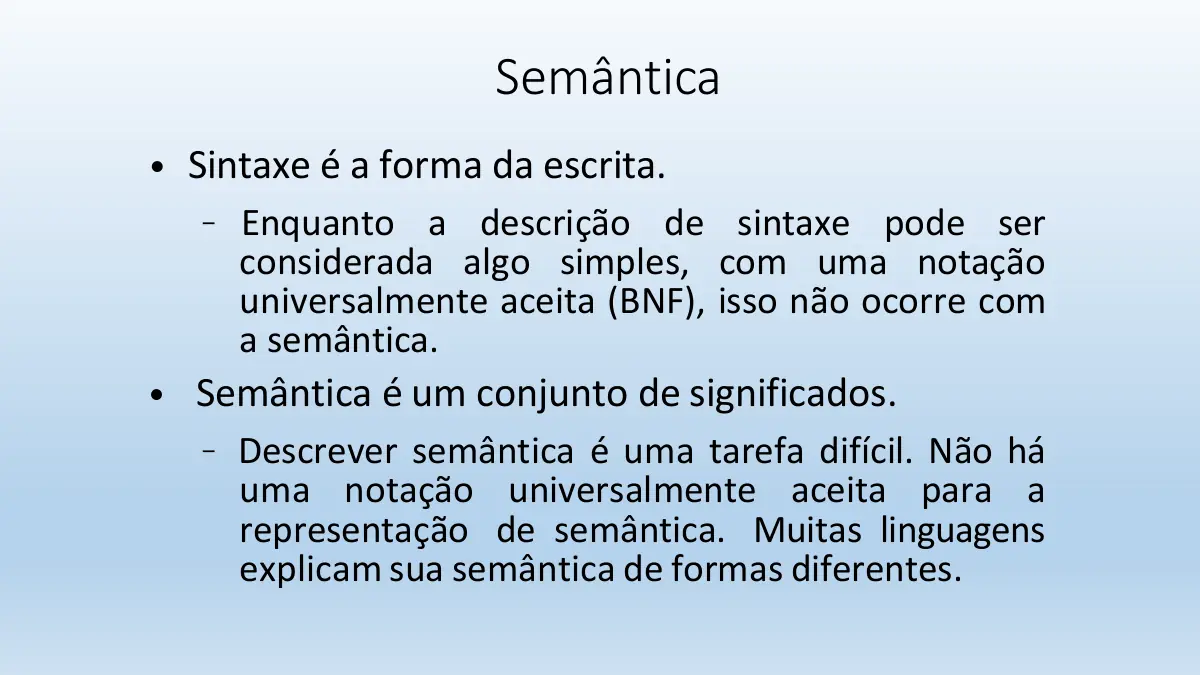 Semântica
• Sintaxe é a forma da escrita.
– Enquanto a descrição de sintaxe pode ser
considerada algo simples, com uma notação
universalmente aceita (BNF), isso não ocorre com
a semântica.
• Semântica é um conjunto de significados.
– Descrever semântica é uma tarefa difícil. Não há
uma notação universalmente aceita para a
representação de semântica. Muitas linguagens
explicam sua semântica de formas diferentes.